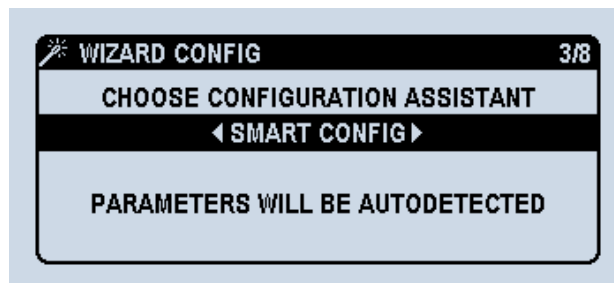 WIZARD CONFIG 3/8
CHOOSE CONFIGURATION ASSISTANT
SMART CONFIG
PARAMETERS WILL BE AUTODETECTED